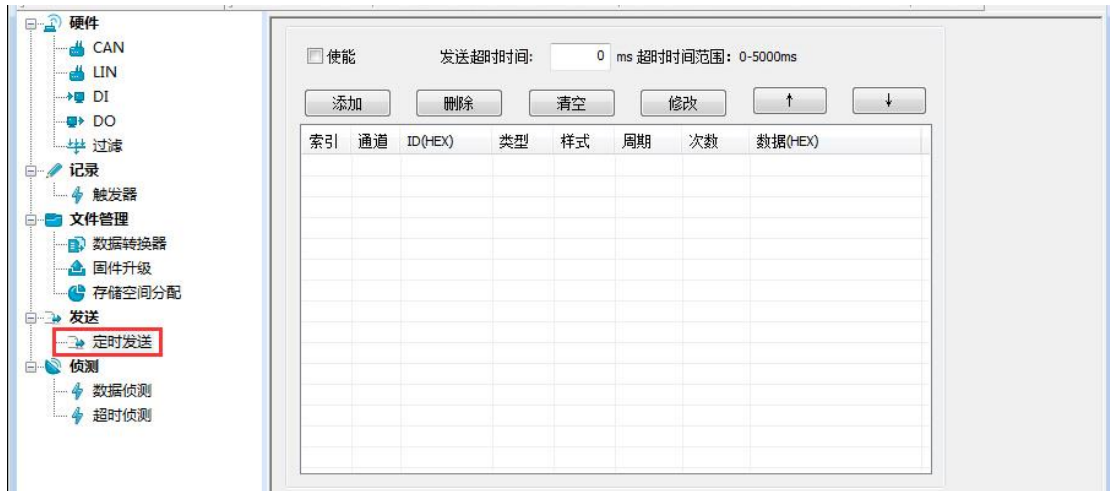 硬件
CAN
LIN
DI
DO
过滤
记录
触发器
文件管理
数据转换器
固件升级
存储空间分配
发送
定时发送
侦测
数据侦测
超时侦测
使能 发送超时时间: 0 ms 超时时间范围：0-5000ms
添加 删除 清空 修改 ↑ ↓
索引 通道 ID(HEX) 类型 样式 周期 次数 数据(HEX)